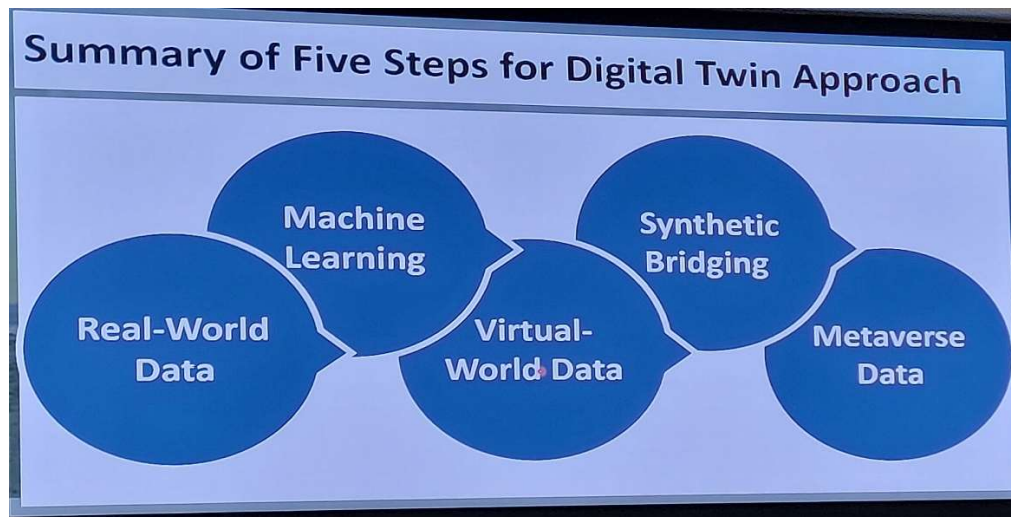 Summary of Five Steps for Digital Twin Approach
Real-World
Data
Machine
Learning
Virtual-
World Data
Synthetic
Bridging
Metaverse
Data